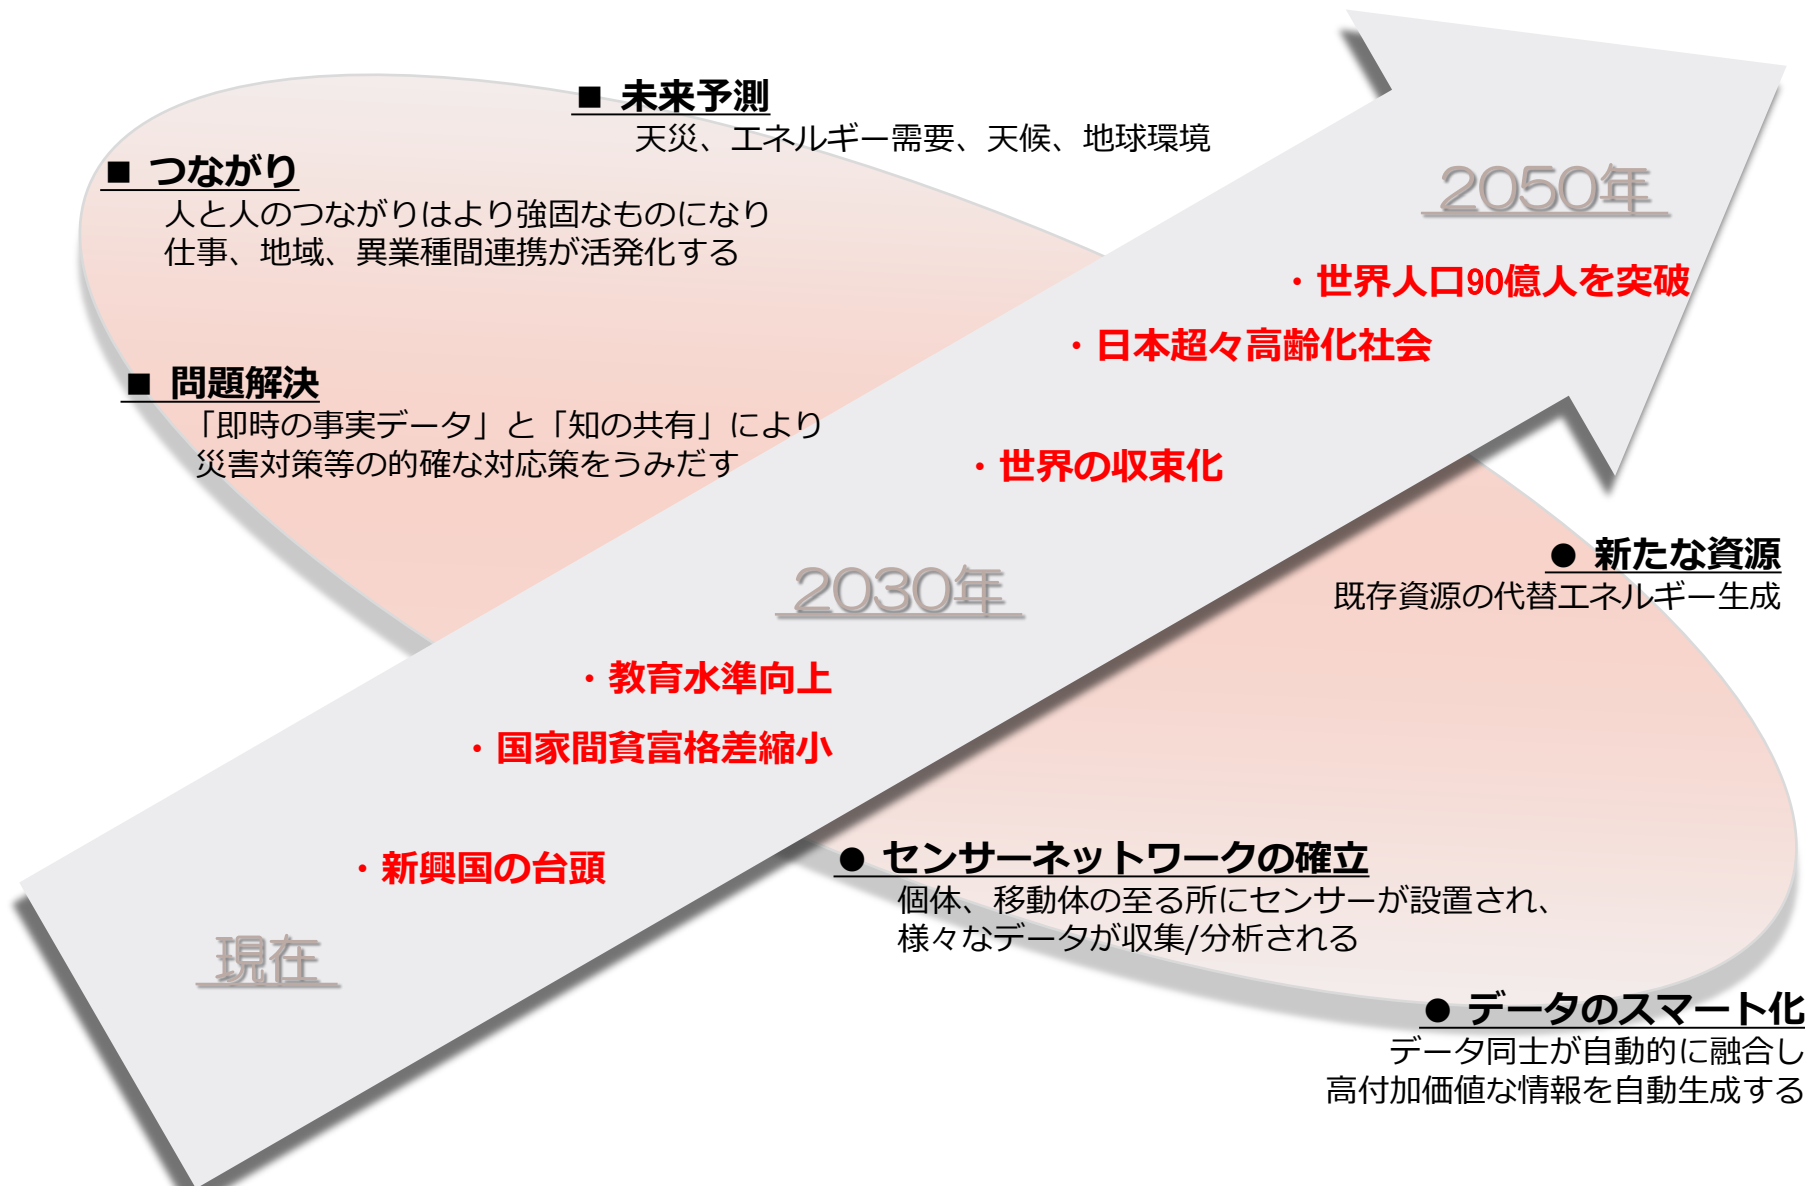 ■ 未来予測
天災、エネルギー需要、天候、地球環境
■ つながり
人と人のつながりはより強固なものになり
仕事、地域、異業種間連携が活発化する
■ 問題解決
「即時の事実データ」と「知の共有」により
災害対策等の的確な対応策をうみだす
2050年
・世界人口90億人を突破
・日本超々高齢化社会
・世界の収束化
2030年
・教育水準向上
・国家間貧富格差縮小
・新興国の台頭
現在
● 新たな資源
既存資源の代替エネルギー生成
● センサーネットワークの確立
個体、移動体の至る所にセンサーが設置され、
様々なデータが収集/分析される
● データのスマート化
データ同士が自動的に融合し
高付加価値な情報を自動生成する